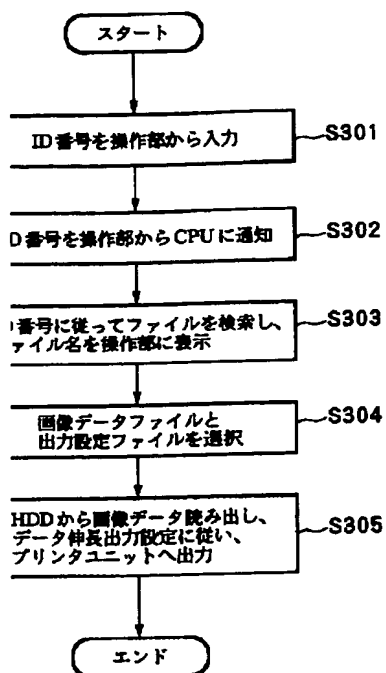 スタート
ID番号を操作部から入力
S301
D番号を操作部からCPUに通知
S302
番号に従ってファイルを検索し、
ァイル名を操作部に表示
S303
画像データファイルと
出力設定ファイルを選択
S304
HDDから画像データ読み出し、
データ伸長出力設定に従い、
プリンタユニットへ出力
S305
エンド